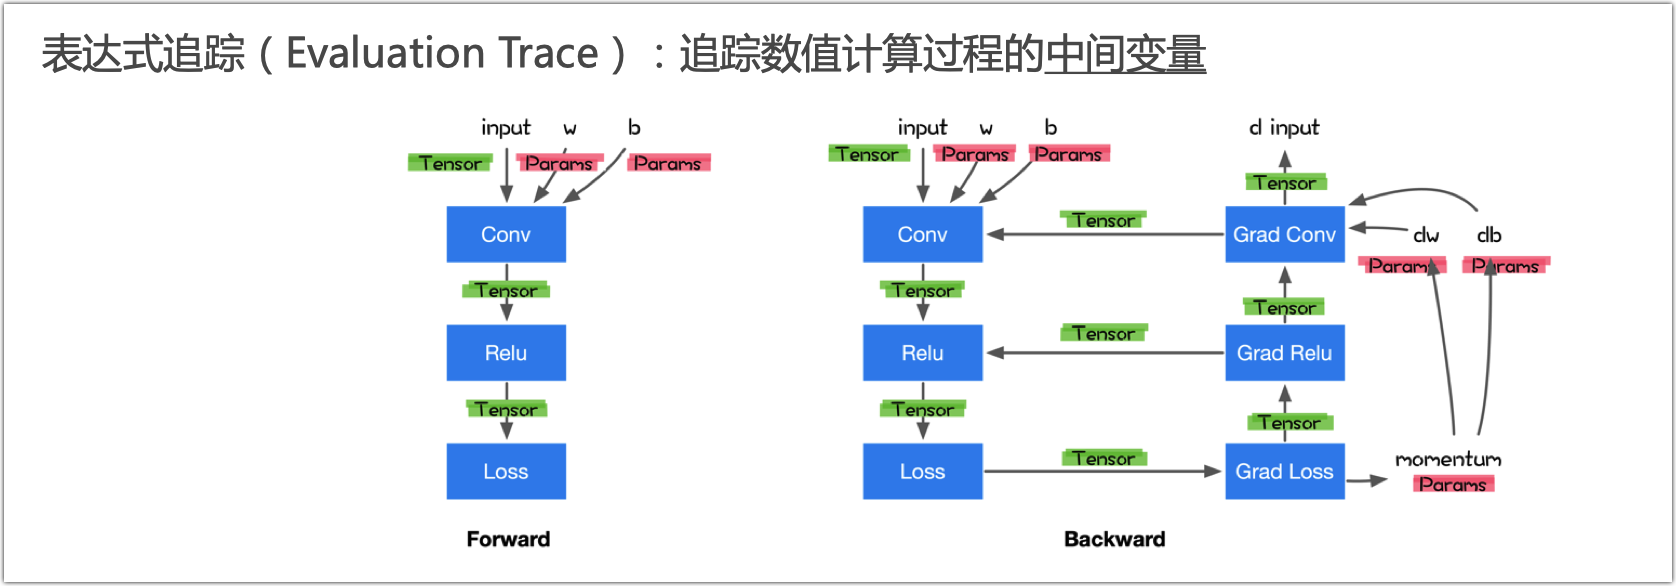 表达式追踪（Evaluation Trace）：追踪数值计算过程的中间变量
input w b
Tensor Params Params
Conv
Tensor
Relu
Tensor
Loss
Forward
input w b
Tensor Params Params
Conv
Tensor
Relu
Tensor
Loss
Tensor
Tensor
Tensor
d input
Tensor
Grad Conv
Tensor
Grad Relu
Tensor
Grad Loss
dw db
Params Params
momentum
Params
Backward